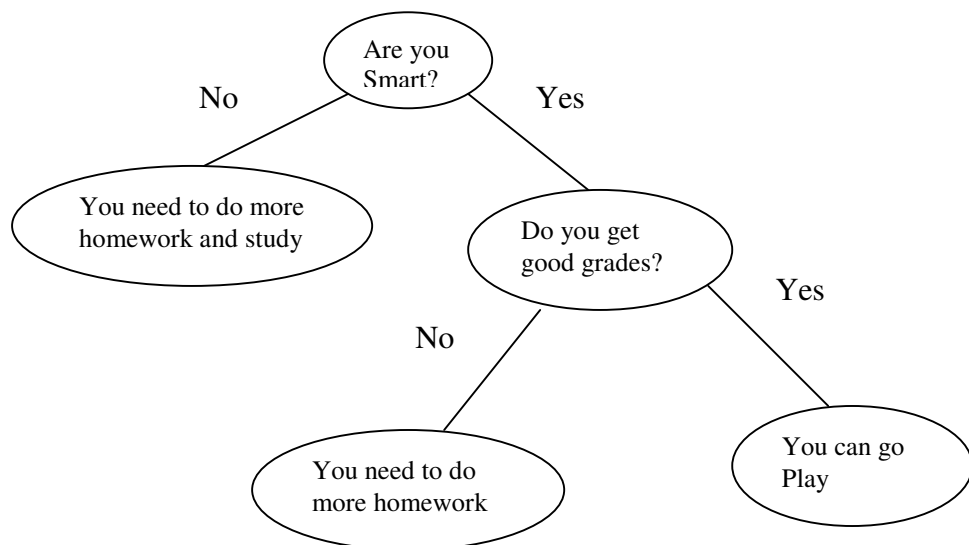 Are you
Smart?
No
Yes
You need to do more
homework and study
Do you get
good grades?
Yes
No
You can go
Play
You need to do
more homework